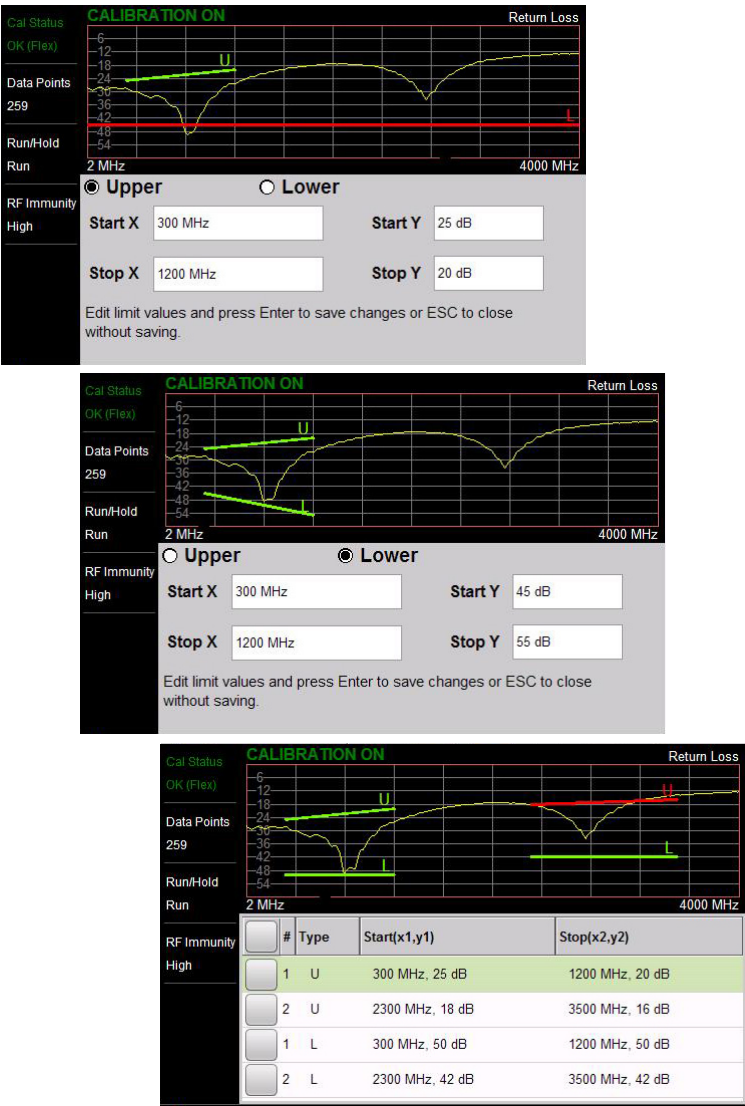 Cal Status
OK (Flex)
Data Points
259
Run/Hold
Run
RF Immunity
High
CALIBRATION ON
Return Loss
6
12
18
24
30
36
42
48
54
U
L
2 MHz
4000 MHz
Upper
Lower
Start X
300 MHz
Start Y
25 dB
Stop X
1200 MHz
Stop Y
20 dB
Edit limit values and press Enter to save changes or ESC to close
without saving.
Cal Status
OK (Flex)
Data Points
259
Run/Hold
Run
RF Immunity
High
CALIBRATION ON
Return Loss
6
12
18
24
30
36
42
48
54
U
L
2 MHz
4000 MHz
Upper
Lower
Start X
300 MHz
Start Y
45 dB
Stop X
1200 MHz
Stop Y
55 dB
Edit limit values and press Enter to save changes or ESC to close
without saving.
Cal Status
OK (Flex)
Data Points
259
Run/Hold
Run
RF Immunity
High
CALIBRATION ON
Return Loss
6
12
18
24
30
36
42
48
54
U
U
L
L
2 MHz
4000 MHz
# Type Start(x1,y1) Stop(x2,y2)
1 U 300 MHz, 25 dB 1200 MHz, 20 dB
2 U 2300 MHz, 18 dB 3500 MHz, 16 dB
1 L 300 MHz, 50 dB 1200 MHz, 50 dB
2 L 2300 MHz, 42 dB 3500 MHz, 42 dB